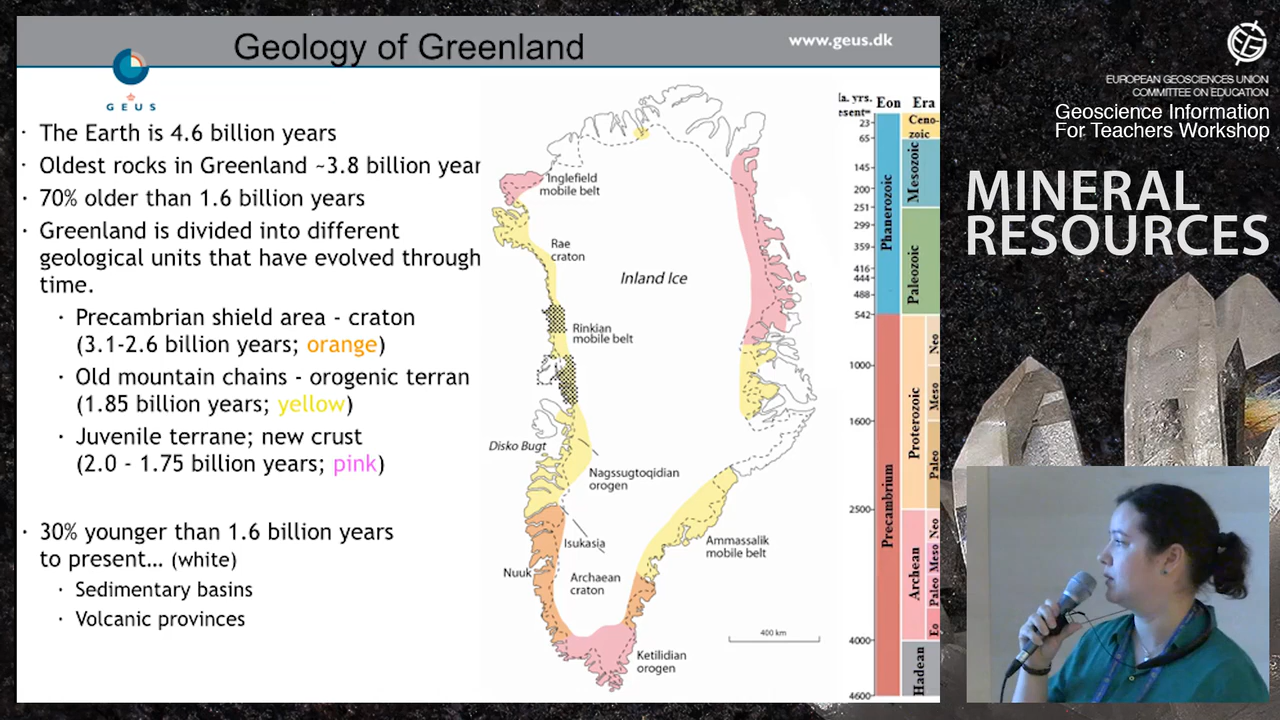 Geology of Greenland
www.geus.dk
GEUS
· The Earth is 4.6 billion years
· Oldest rocks in Greenland ~3.8 billion year
· 70% older than 1.6 billion years
· Greenland is divided into different
geological units that have evolved through
time.
· Precambrian shield area - craton
(3.1-2.6 billion years; orange)
· Old mountain chains - orogenic terran
(1.85 billion years; yellow)
· Juvenile terrane; new crust
(2.0 - 1.75 billion years; pink)
· 30% younger than 1.6 billion years
to present... (white)
· Sedimentary basins
· Volcanic provinces
Inglefield
mobile belt
Rae
craton
Inland Ice
Rinkian
mobile belt
Disko Bugt
Nagssugtoqidian
orogen
Isukasia
Ammassalik
mobile belt
Nuuk
Archaean
craton
400 km
Ketilidian
orogen
la. yrs.
esent=
Eon
Era
23
65
145
200
251
299
359
416
444
488
542
1000
1600
2500
4000
4600
Phanerozoic
Precambrium
Ceno-
zoic
Mesozoic
Paleozoic
Proterozoic
Archean
Hadean
Neo
Meso
Paleo
Neo
Meso
Paleo
Eo
EUROPEAN GEOSCIENCES UNION
COMMITTEE ON EDUCATION
Geoscience Information
For Teachers Workshop
MINERAL
RESOURCES